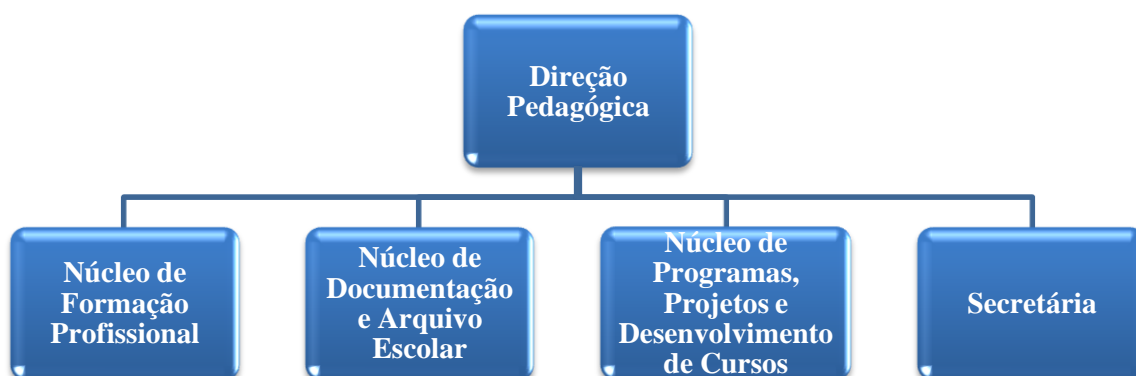 Direção
Pedagógica
Núcleo de
Formação
Profissional
Núcleo de
Documentação
e Arquivo
Escolar
Núcleo de
Programas,
Projetos e
Desenvolvimento
de Cursos
Secretária